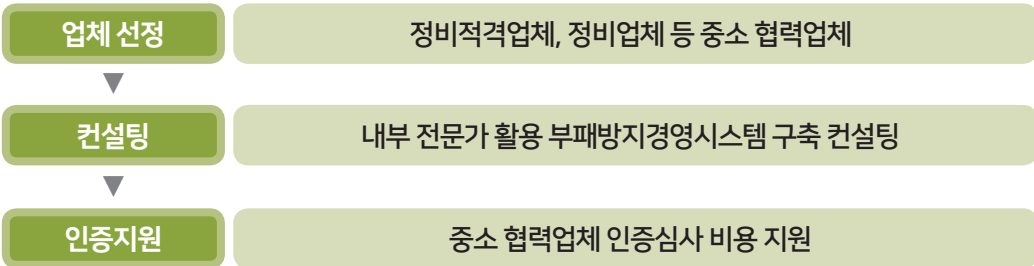 업체 선정
정비적격업체, 정비업체 등 중소 협력업체
컨설팅
내부 전문가 활용 부패방지경영시스템 구축 컨설팅
인증지원
중소 협력업체 인증심사 비용 지원